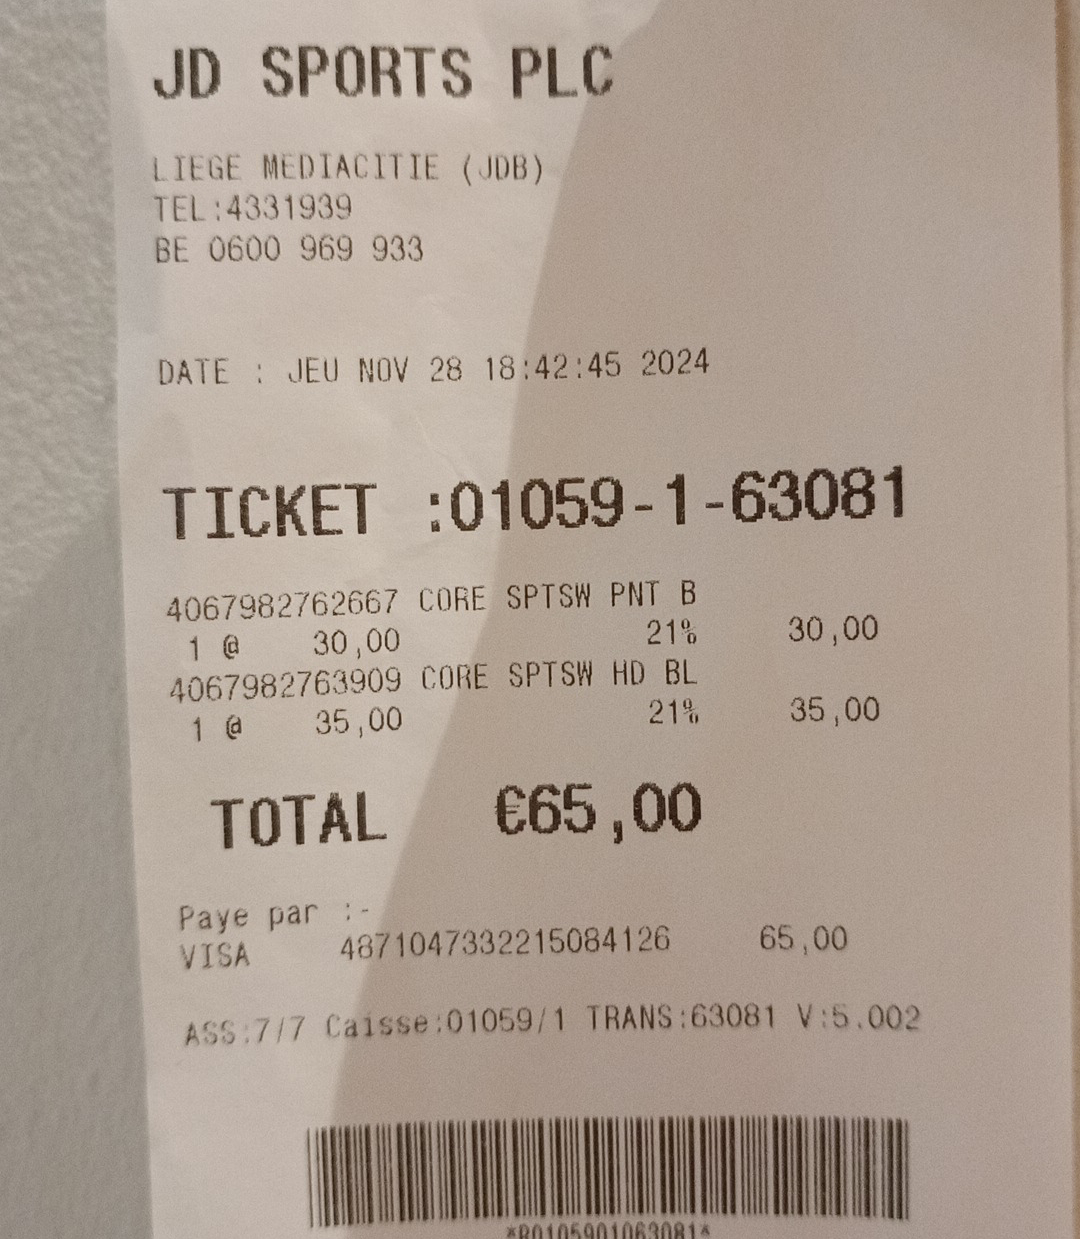 JD SPORTS PLC
LIEGE MEDIACITIE (JDB)
TEL:4331939
BE 0600 969 933
DATE : JEU NOV 28 18:42:45 2024
TICKET :01059-1-63081
4067982762667 CORE SPTSW PNT B
1 @ 30,00 21% 30,00
4067982763909 CORE SPTSW HD BL
1 @ 35,00 21% 35,00
TOTAL €65,00
Paye par :-
VISA 4871047332215084126 65,00
ASS:7/7 Caisse:01059/1 TRANS:63081 V:5.002
*R0105901063081*